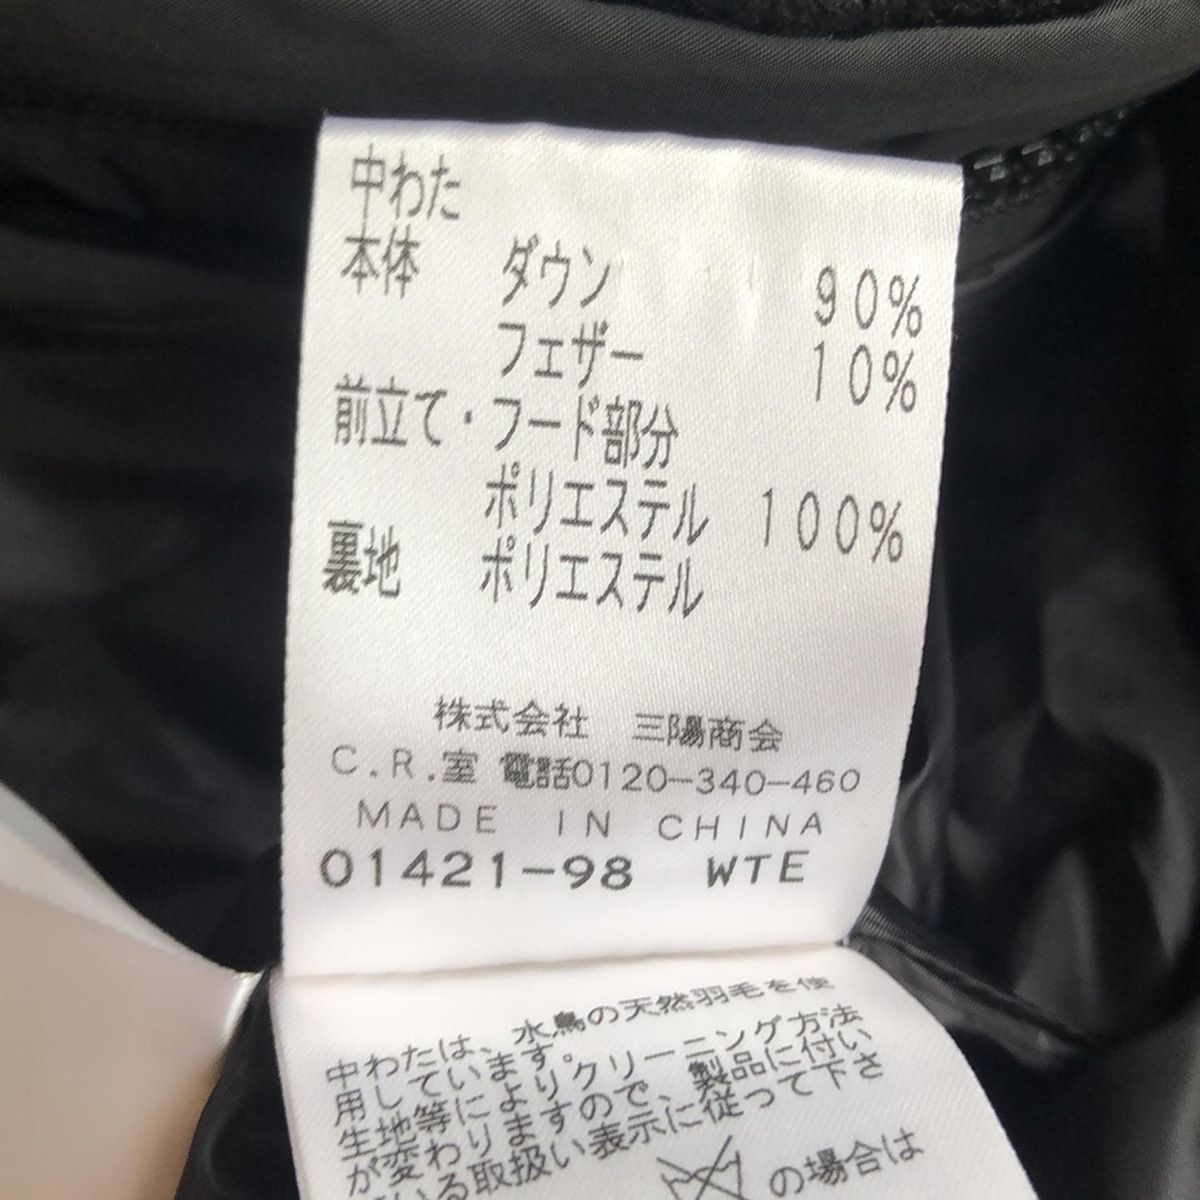 中わた
本体 ダウン 90%
フェザー 10%
前立て・フード部分
ポリエステル 100%
裏地 ポリエステル
株式会社 三陽商会
C.R.室 電話0120-340-460
MADE IN CHINA
01421-98 WTE
中わたは、水鳥の天然羽毛を使
用しています。
生地等によりクリーニング方法
が変わりますので、製品に付い
ている取扱い表示に従って下さ
の場合は